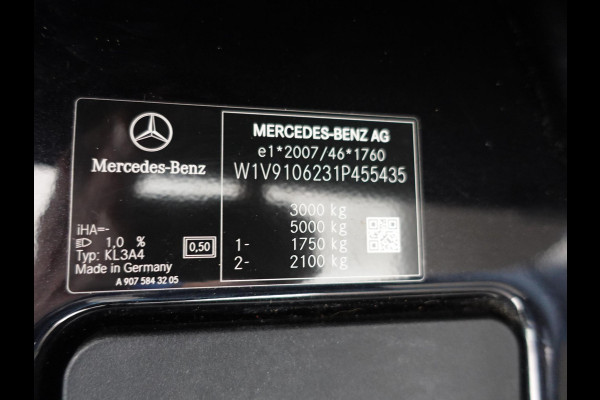 Mercedes-Benz
iHA=-
1,0 %
Typ: KL3A4
Made in Germany
A 907 584 32 05
0,50
MERCEDES-BENZ AG
e1*2007/46*1760
W1V9106231P455435
3000 kg
5000 kg
1- 1750 kg
2- 2100 kg